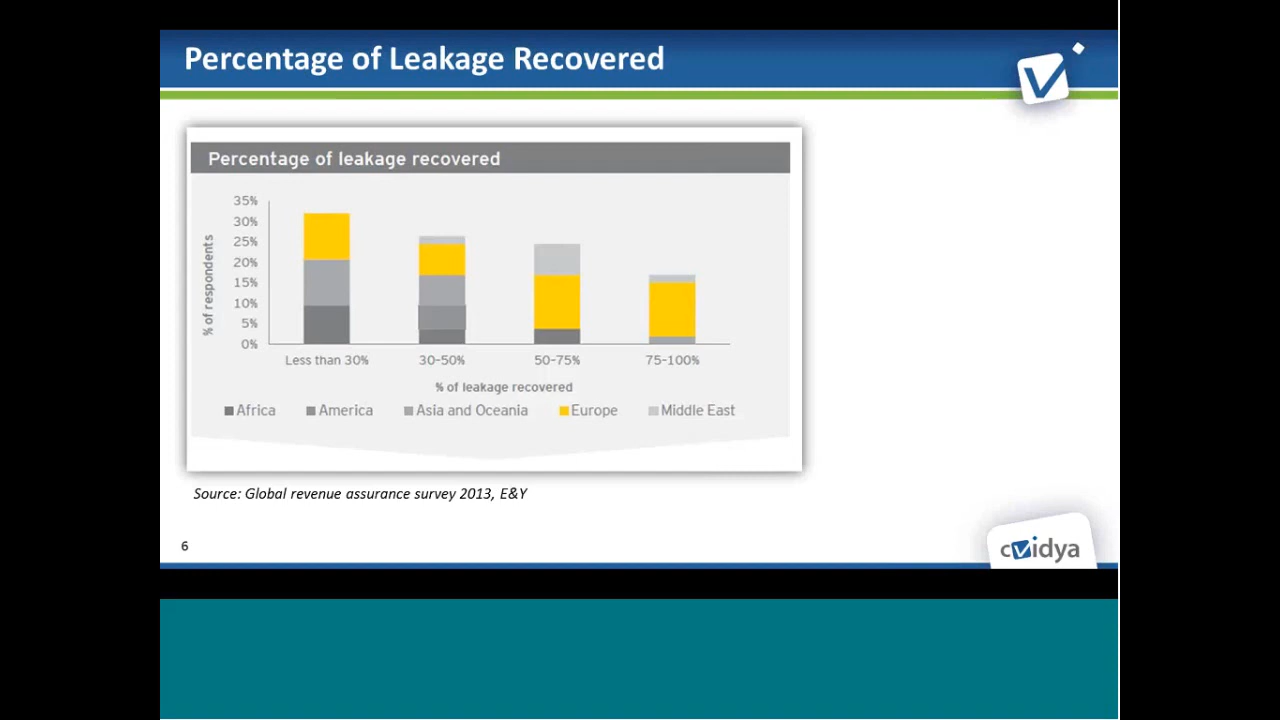 Percentage of Leakage Recovered
Percentage of leakage recovered
35%
30%
25%
20%
15%
10%
5%
0%
% of respondents
Less than 30% 30-50% 50-75% 75-100%
% of leakage recovered
Africa America Asia and Oceania Europe Middle East
Source: Global revenue assurance survey 2013, E&Y
6
cvidya